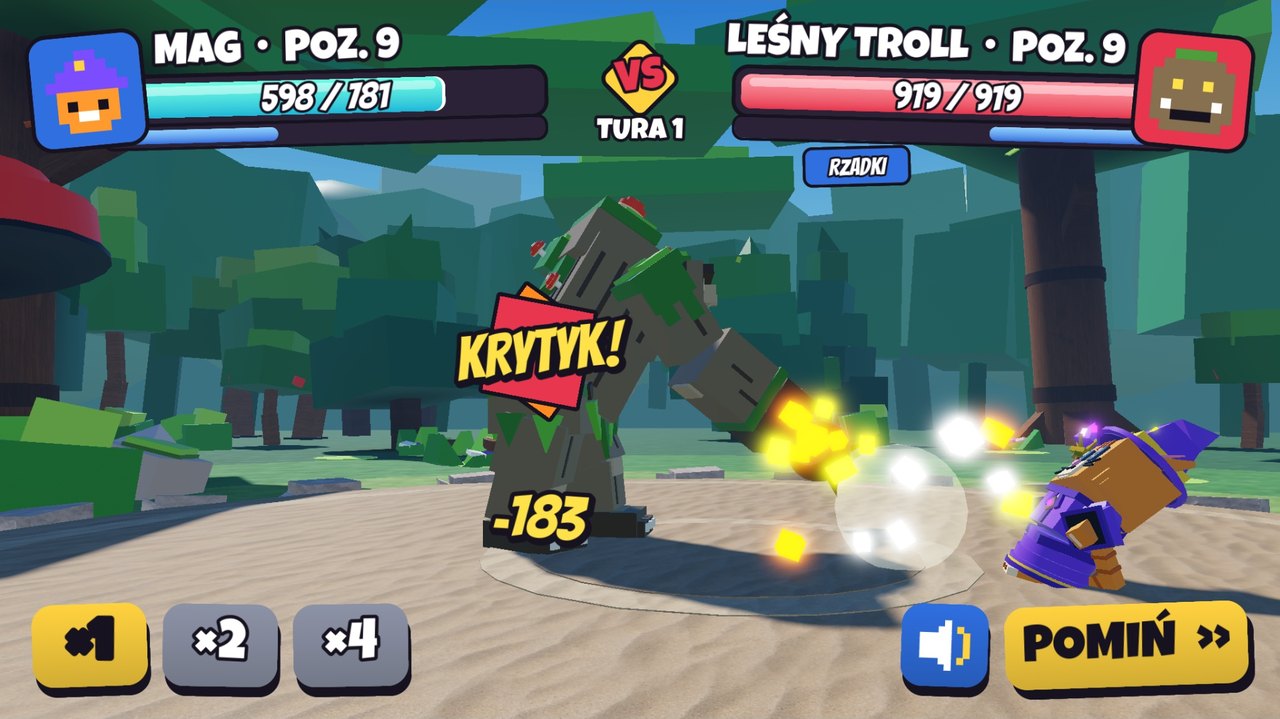 MAG • POZ. 9
598 / 781
VS
TURA 1
LEŚNY TROLL • POZ. 9
919 / 919
RZADKI
KRYTYK!
-183
×1
×2
×4
POMIŃ >>